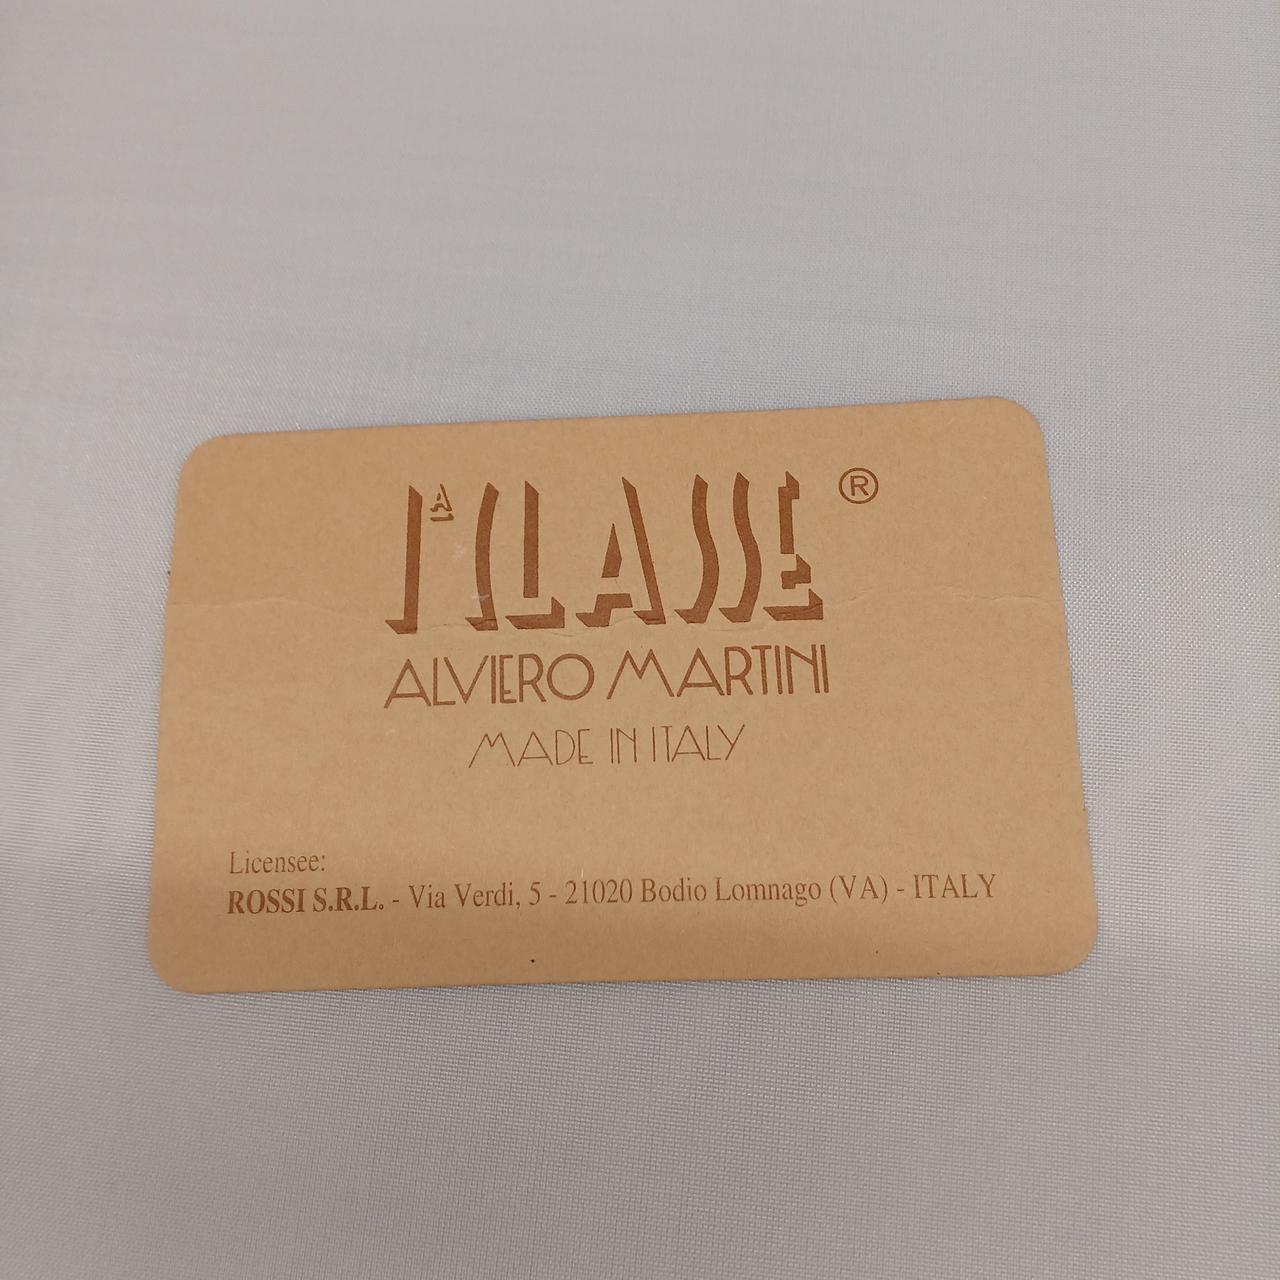 1ᴬ CLASSE ®
ALVIERO MARTINI
MADE IN ITALY
Licensee:
ROSSI S.R.L. - Via Verdi, 5 - 21020 Bodio Lomnago (VA) - ITALY